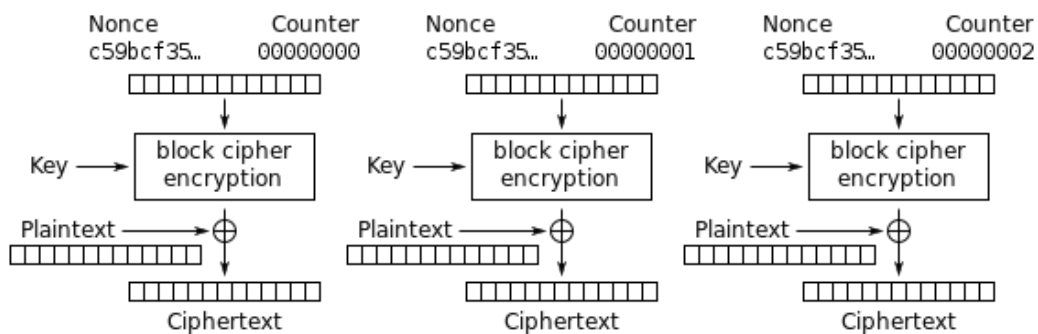 Nonce Counter Nonce Counter Nonce Counter
c59bcf35… 00000000 c59bcf35… 00000001 c59bcf35… 00000002
Key block cipher encryption Key block cipher encryption Key block cipher encryption
Plaintext Plaintext Plaintext
Ciphertext Ciphertext Ciphertext